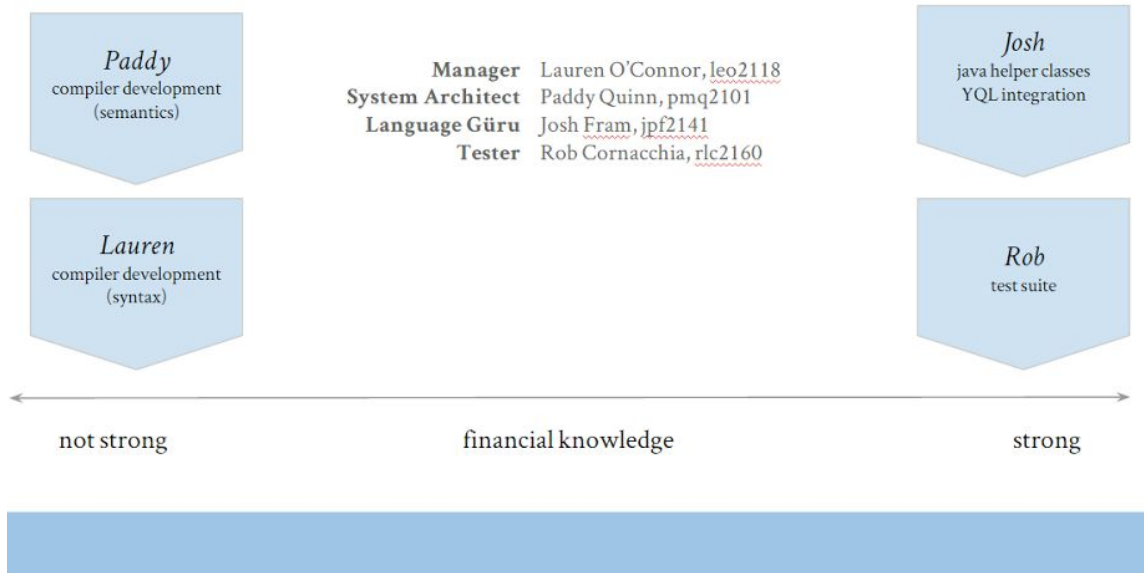 Paddy
compiler development
(semantics)
Manager Lauren O'Connor, leo2118
System Architect Paddy Quinn, pmq2101
Language Güru Josh Fram, jpf2141
Tester Rob Cornacchia, rlc2160
Josh
java helper classes
YQL integration
Lauren
compiler development
(syntax)
Rob
test suite
not strong
financial knowledge
strong